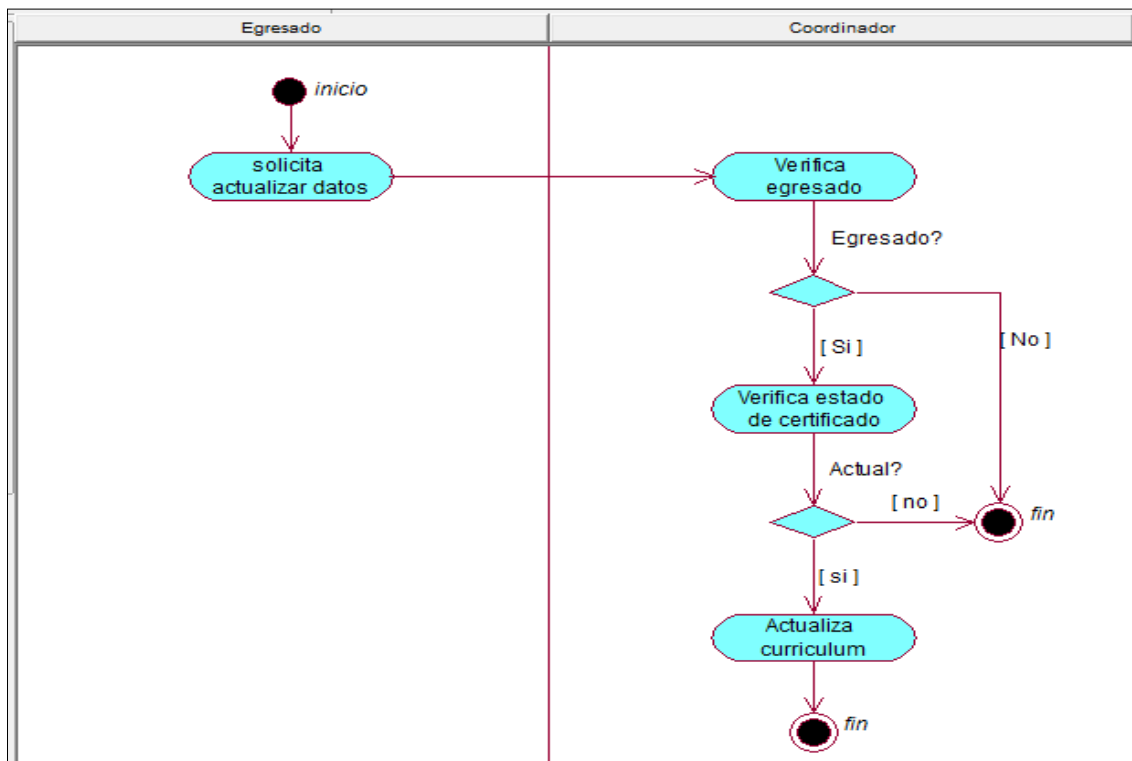 Egresado
Coordinador
inicio
solicita
actualizar datos
Verifica
egresado
Egresado?
[ No ]
[ Si ]
Verifica estado
de certificado
Actual?
[ no ]
fin
[ si ]
Actualiza
curriculum
fin